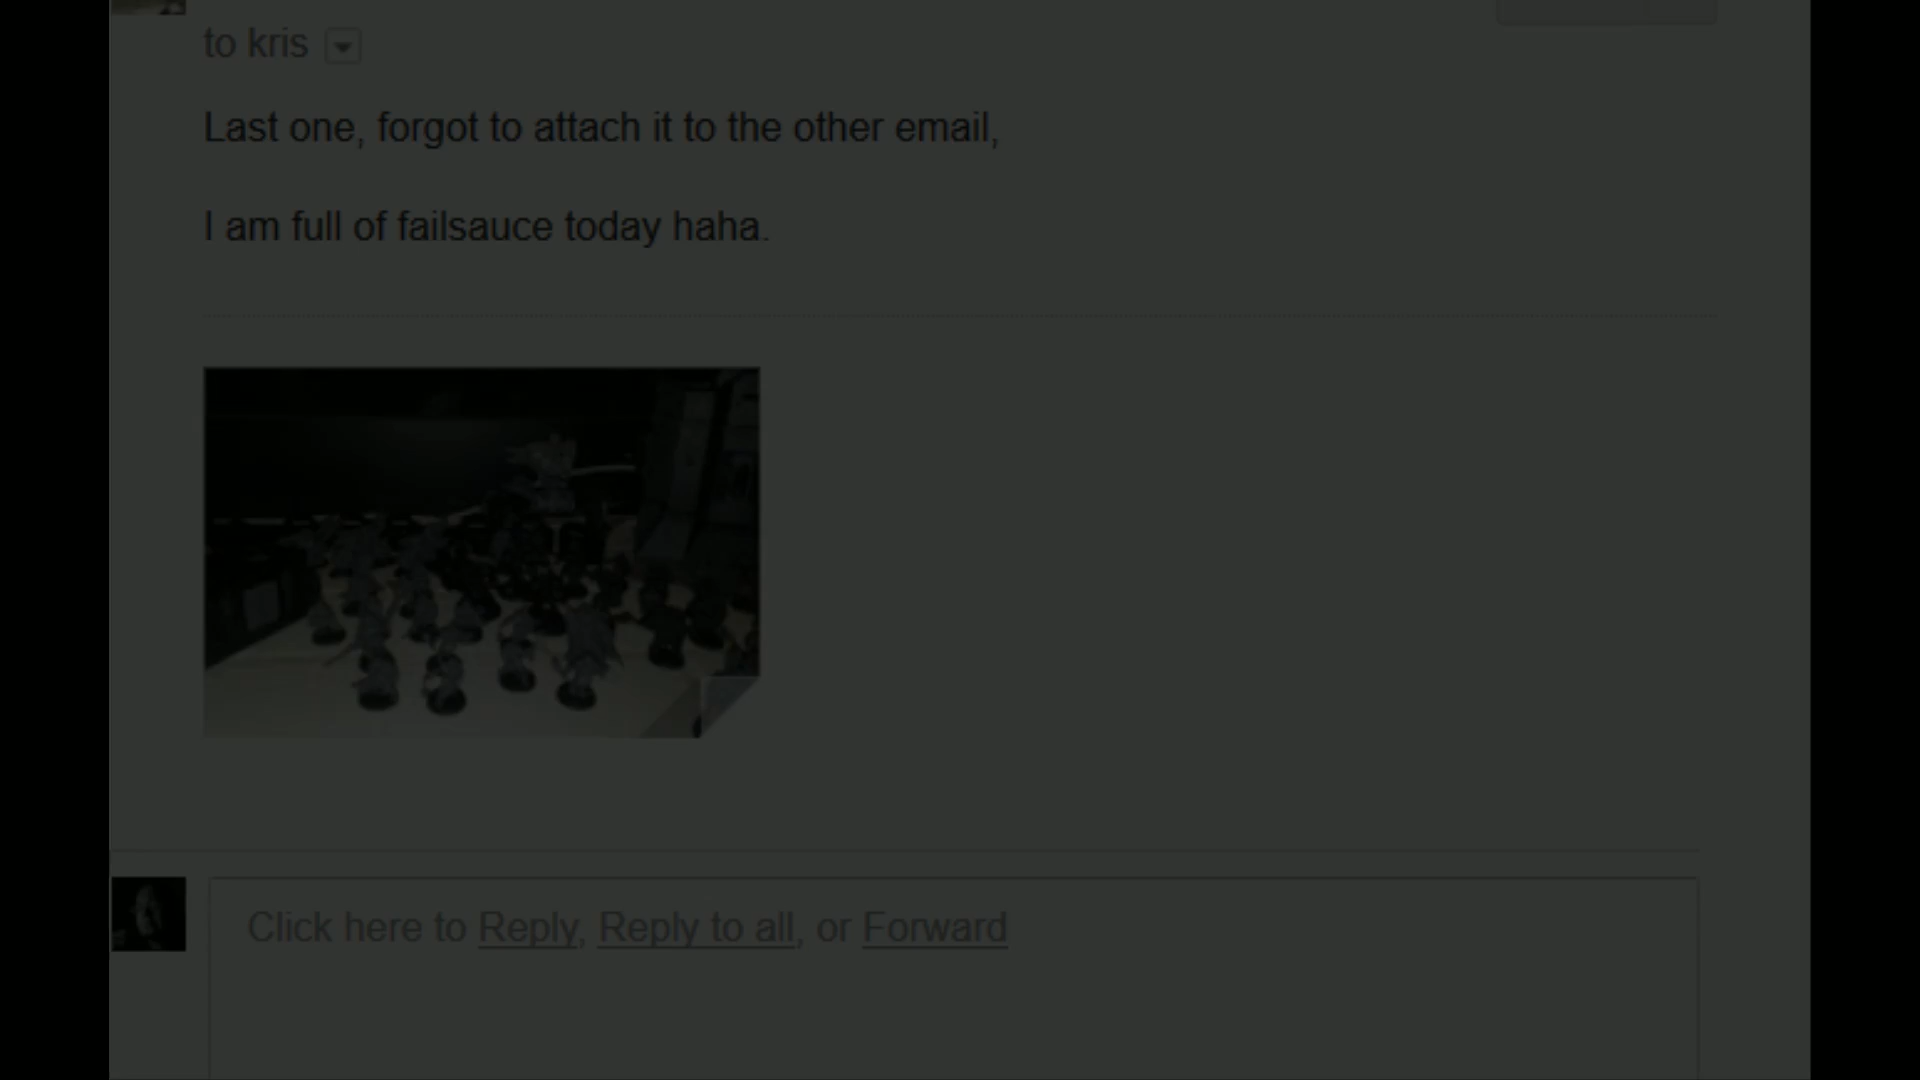 to kris
Last one, forgot to attach it to the other email,
I am full of failsauce today haha.
Click here to Reply, Reply to all, or Forward